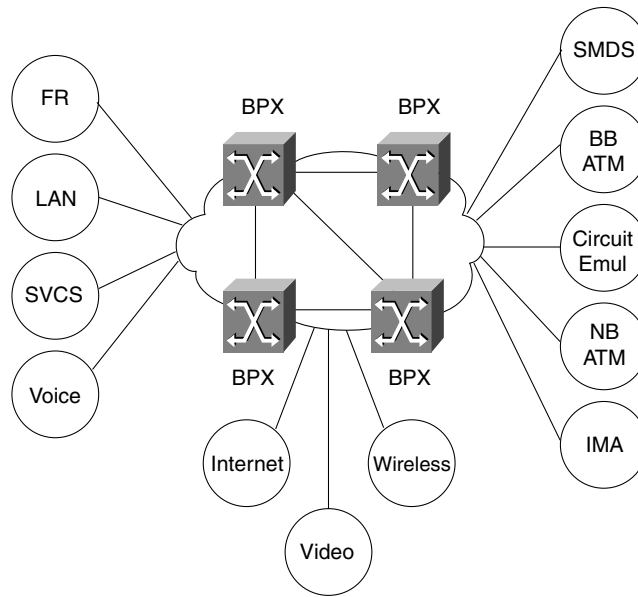 SMDS
FR
BPX
BPX
BB
ATM
LAN
Circuit
Emul
SVCS
NB
ATM
BPX
BPX
Voice
Internet
Wireless
IMA
Video